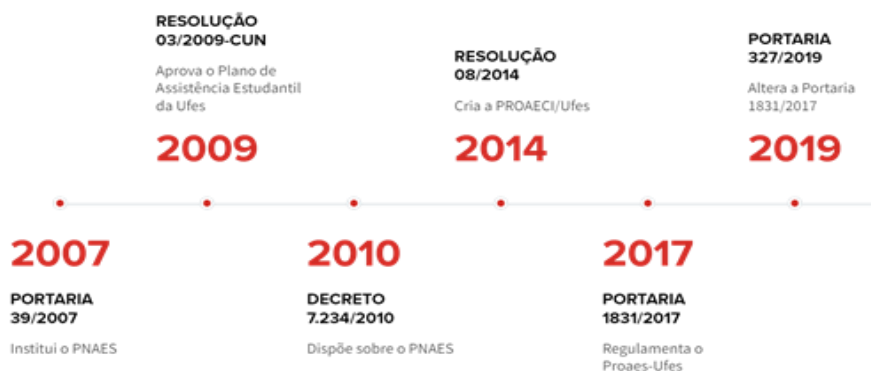 RESOLUÇÃO
03/2009-CUN
Aprova o Plano de
Assistência Estudantil
da Ufes
2009
RESOLUÇÃO
08/2014
Cria a PROAECI/Ufes
2014
PORTARIA
327/2019
Altera a Portaria
1831/2017
2019
2007
PORTARIA
39/2007
Institui o PNAES
2010
DECRETO
7.234/2010
Dispõe sobre o PNAES
2017
PORTARIA
1831/2017
Regulamenta o
Proaes-Ufes